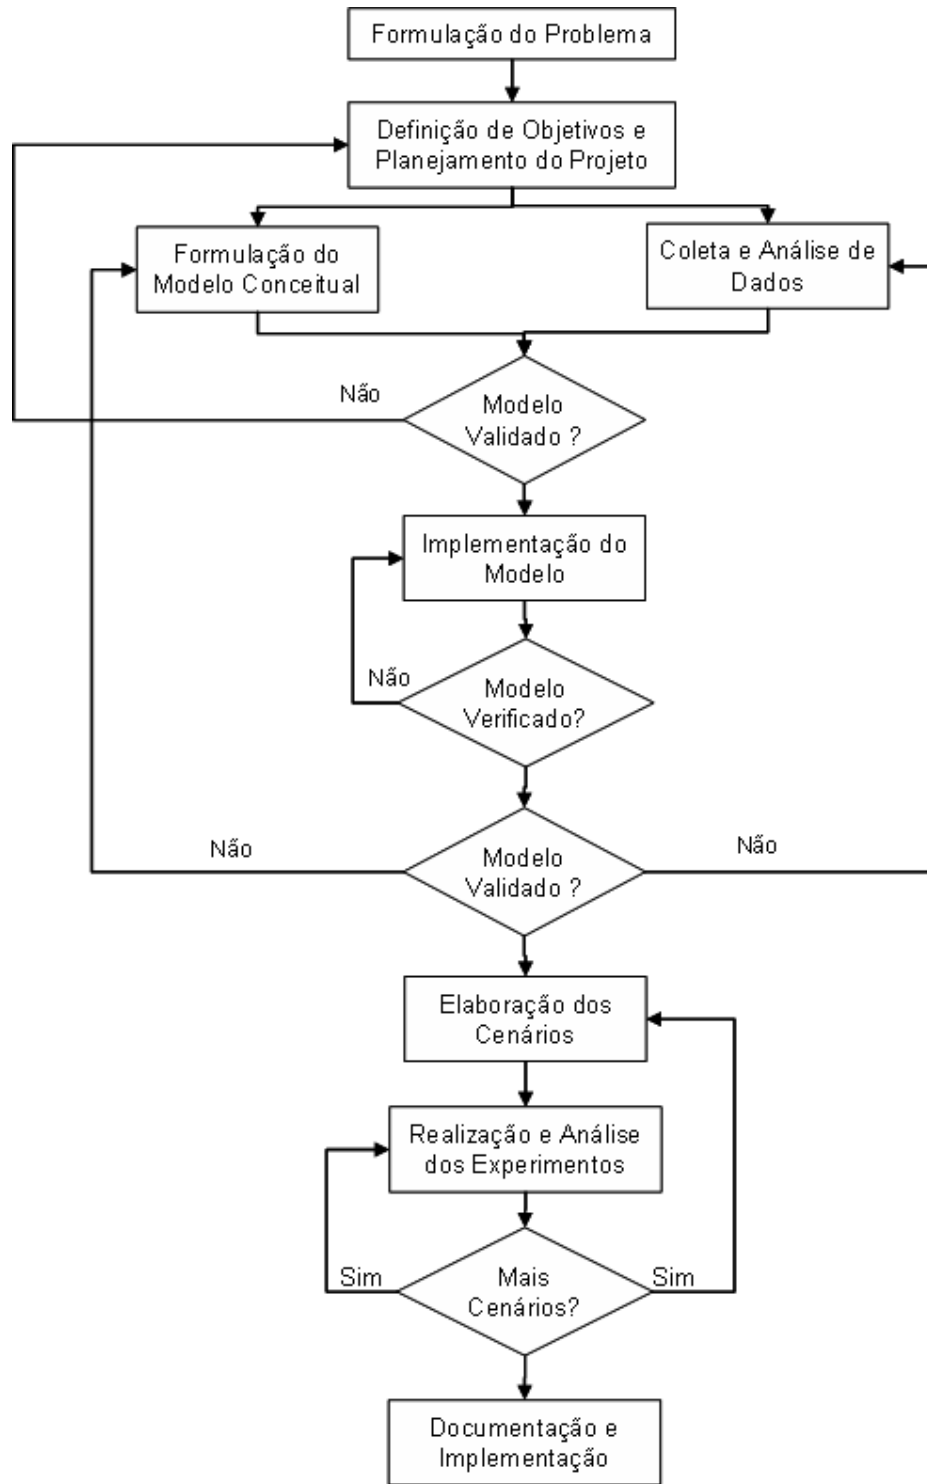 Formulação do Problema
Definição de Objetivos e
Planejamento do Projeto
Formulação do
Modelo Conceitual
Coleta e Análise de
Dados
Não
Modelo
Validado ?
Implementação do
Modelo
Não
Modelo
Verificado?
Não
Modelo
Validado ?
Não
Elaboração dos
Cenários
Realização e Análise
dos Experimentos
Sim
Mais
Cenários?
Sim
Documentação e
Implementação